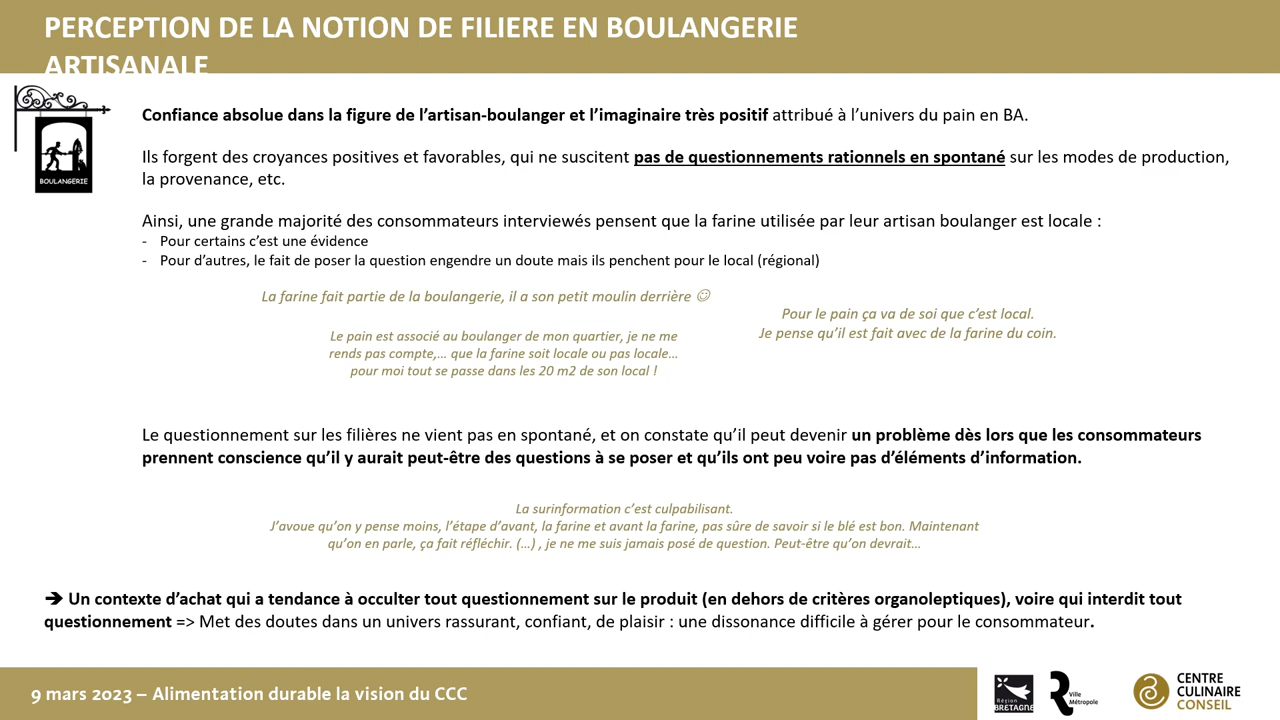 PERCEPTION DE LA NOTION DE FILIERE EN BOULANGERIE
ARTISANALE
BOULANGERIE
Confiance absolue dans la figure de l’artisan-boulanger et l’imaginaire très positif attribué à l’univers du pain en BA.
Ils forgent des croyances positives et favorables, qui ne suscitent pas de questionnements rationnels en spontané sur les modes de production,
la provenance, etc.
Ainsi, une grande majorité des consommateurs interviewés pensent que la farine utilisée par leur artisan boulanger est locale :
- Pour certains c’est une évidence
- Pour d’autres, le fait de poser la question engendre un doute mais ils penchent pour le local (régional)
La farine fait partie de la boulangerie, il a son petit moulin derrière ☺
Pour le pain ça va de soi que c’est local.
Je pense qu’il est fait avec de la farine du coin.
Le pain est associé au boulanger de mon quartier, je ne me
rends pas compte,… que la farine soit locale ou pas locale…
pour moi tout se passe dans les 20 m2 de son local !
Le questionnement sur les filières ne vient pas en spontané, et on constate qu’il peut devenir un problème dès lors que les consommateurs
prennent conscience qu’il y aurait peut-être des questions à se poser et qu’ils ont peu voire pas d’éléments d’information.
La surinformation c’est culpabilisant.
J’avoue qu’on y pense moins, l’étape d’avant, la farine et avant la farine, pas sûre de savoir si le blé est bon. Maintenant
qu’on en parle, ça fait réfléchir. (…) , je ne me suis jamais posé de question. Peut-être qu’on devrait…
➔ Un contexte d’achat qui a tendance à occulter tout questionnement sur le produit (en dehors de critères organoleptiques), voire qui interdit tout
questionnement => Met des doutes dans un univers rassurant, confiant, de plaisir : une dissonance difficile à gérer pour le consommateur.
9 mars 2023 – Alimentation durable la vision du CCC
Région
BRETAGNE
Ville
Métropole
CENTRE
CULINAIRE
CONSEIL